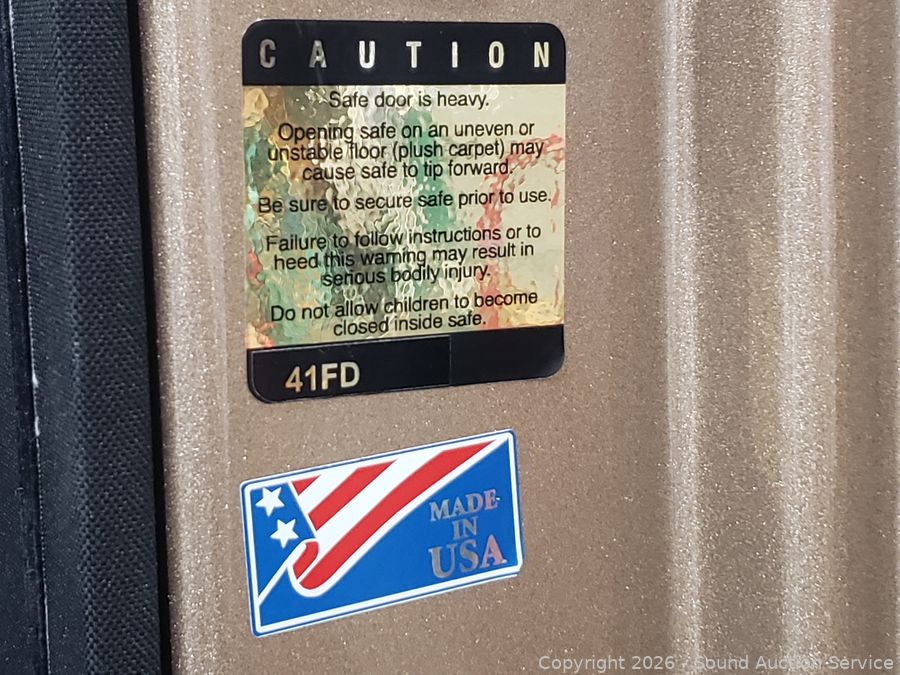 CAUTION
Safe door is heavy.
Opening safe on an uneven or
unstable floor (plush carpet) may
cause safe to tip forward.
Be sure to secure safe prior to use.
Failure to follow instructions or to
heed this warning may result in
serious bodily injury.
Do not allow children to become
closed inside safe.
41FD
MADE
IN
USA
Copyright 2026 / Sound Auction Service